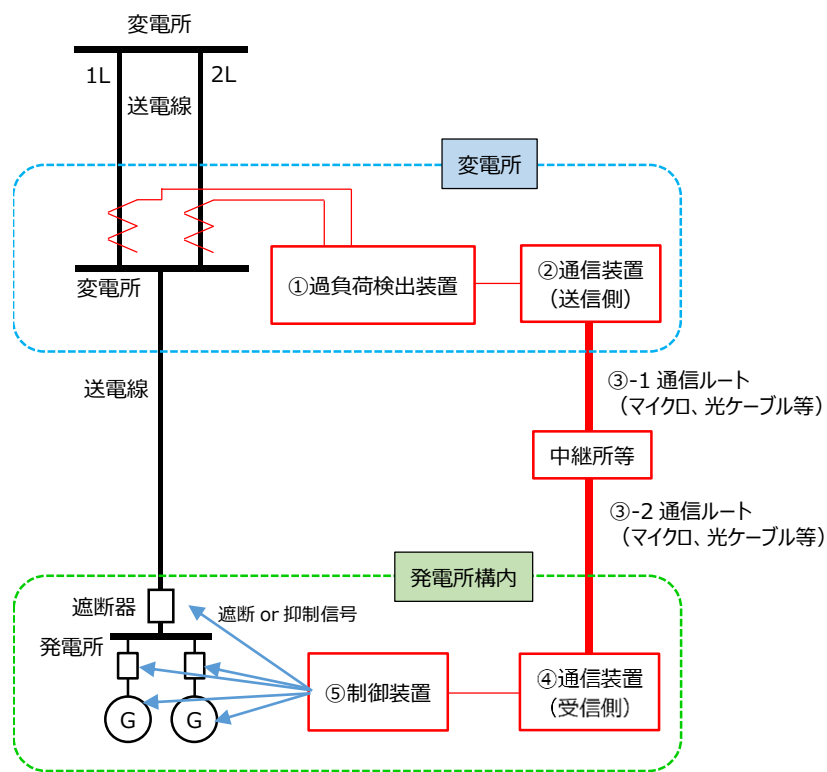 変電所
1L
2L
送電線
変電所
①過負荷検出装置
②通信装置
（送信側）
変電所
送電線
③-1 通信ルート
（マイクロ、光ケーブル等）
中継所等
③-2 通信ルート
（マイクロ、光ケーブル等）
発電所構内
遮断器
遮断 or 抑制信号
発電所
⑤制御装置
④通信装置
（受信側）
G
G